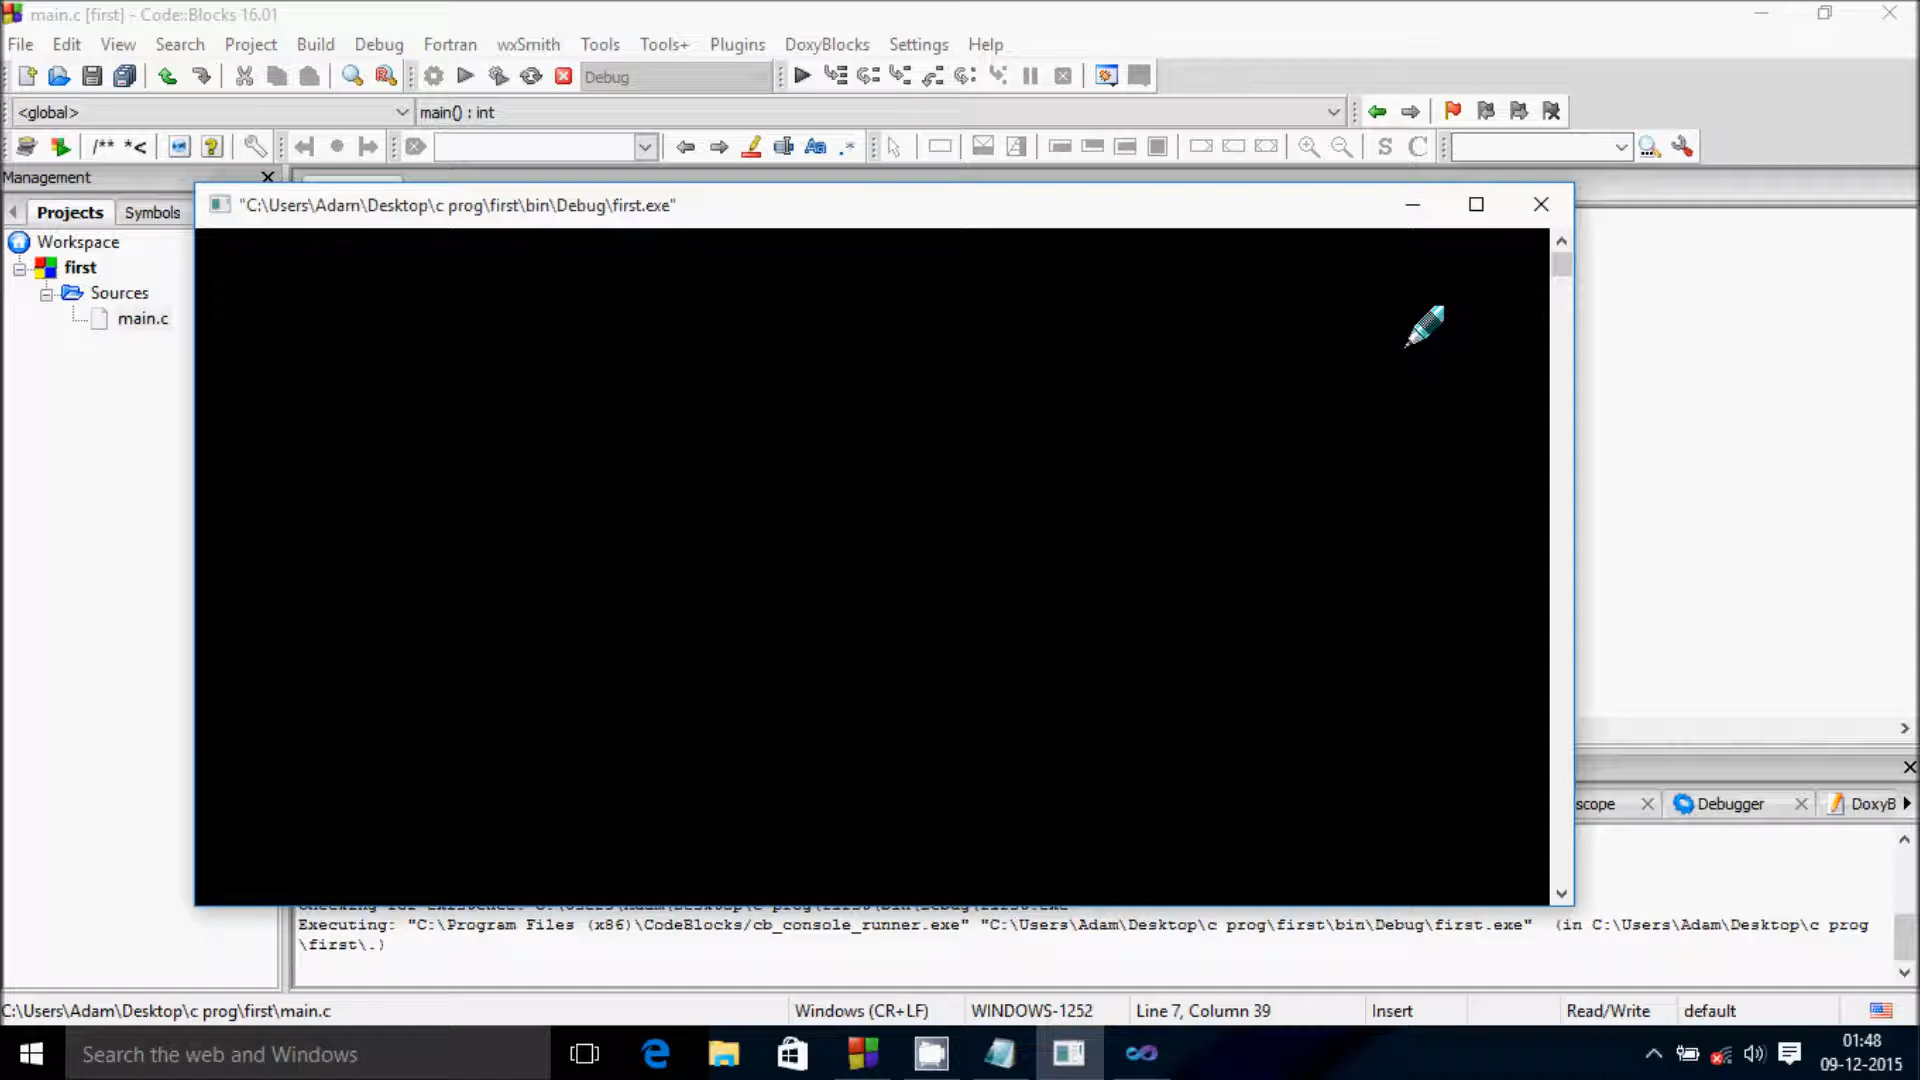 main.c [first] - Code::Blocks 16.01
File Edit View Search Project Build Debug Fortran wxSmith Tools Tools+ Plugins DoxyBlocks Settings Help
Debug
<global> main() : int
/** *<
S C
Management
Projects Symbols
"C:\Users\Adam\Desktop\c prog\first\bin\Debug\first.exe"
Workspace
first
Sources
main.c
scope Debugger DoxyB
Executing: "C:\Program Files (x86)\CodeBlocks/cb_console_runner.exe" "C:\Users\Adam\Desktop\c prog\first\bin\Debug\first.exe" (in C:\Users\Adam\Desktop\c prog
\first\.)
C:\Users\Adam\Desktop\c prog\first\main.c Windows (CR+LF) WINDOWS-1252 Line 7, Column 39 Insert Read/Write default
Search the web and Windows
01:48
09-12-2015